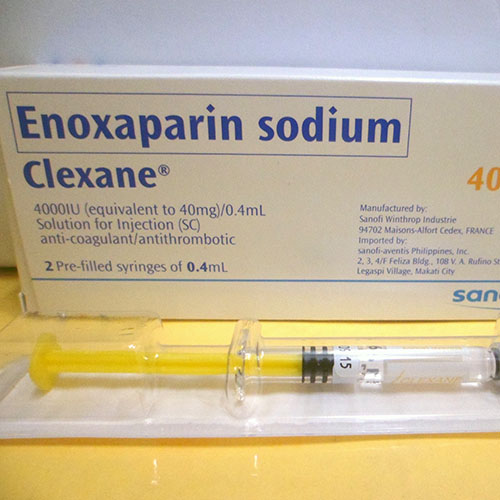 Enoxaparin sodium
Clexane®
40
4000IU (equivalent to 40mg)/0.4mL
Solution for Injection (SC)
anti-coagulant/antithrombotic
2 Pre-filled syringes of 0.4mL
Manufactured by:
Sanofi Winthrop Industrie
94702 Maisons-Alfort Cedex, FRANCE
Imported by:
sanofi-aventis Philippines, Inc.
2, 3, 4/F Feliza Bldg., 108 V. A. Rufino St
Legaspi Village, Makati City
sano
15
CLEXANE